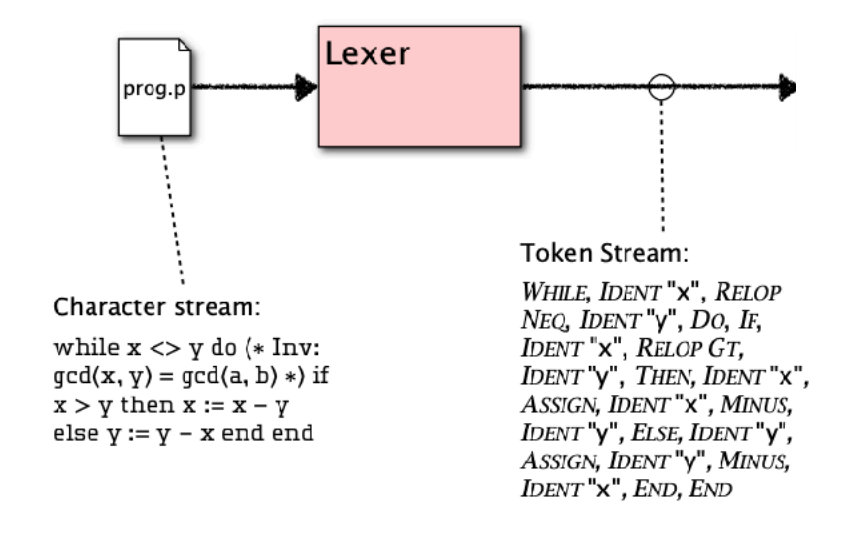 prog.p
Lexer
Character stream:
while x <> y do (* Inv:
gcd(x, y) = gcd(a, b) *) if
x > y then x := x – y
else y := y – x end end
Token Stream:
WHILE, IDENT "x", RELOP
NEQ, IDENT "y", DO, IF,
IDENT "x", RELOP GT,
IDENT "y", THEN, IDENT "x",
ASSIGN, IDENT "x", MINUS,
IDENT "y", ELSE, IDENT "y",
ASSIGN, IDENT "y", MINUS,
IDENT "x", END, END